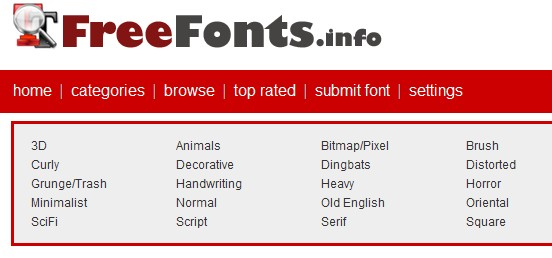 FreeFonts.info
home | categories | browse | top rated | submit font | settings
3D Animals Bitmap/Pixel Brush
Curly Decorative Dingbats Distorted
Grunge/Trash Handwriting Heavy Horror
Minimalist Normal Old English Oriental
SciFi Script Serif Square